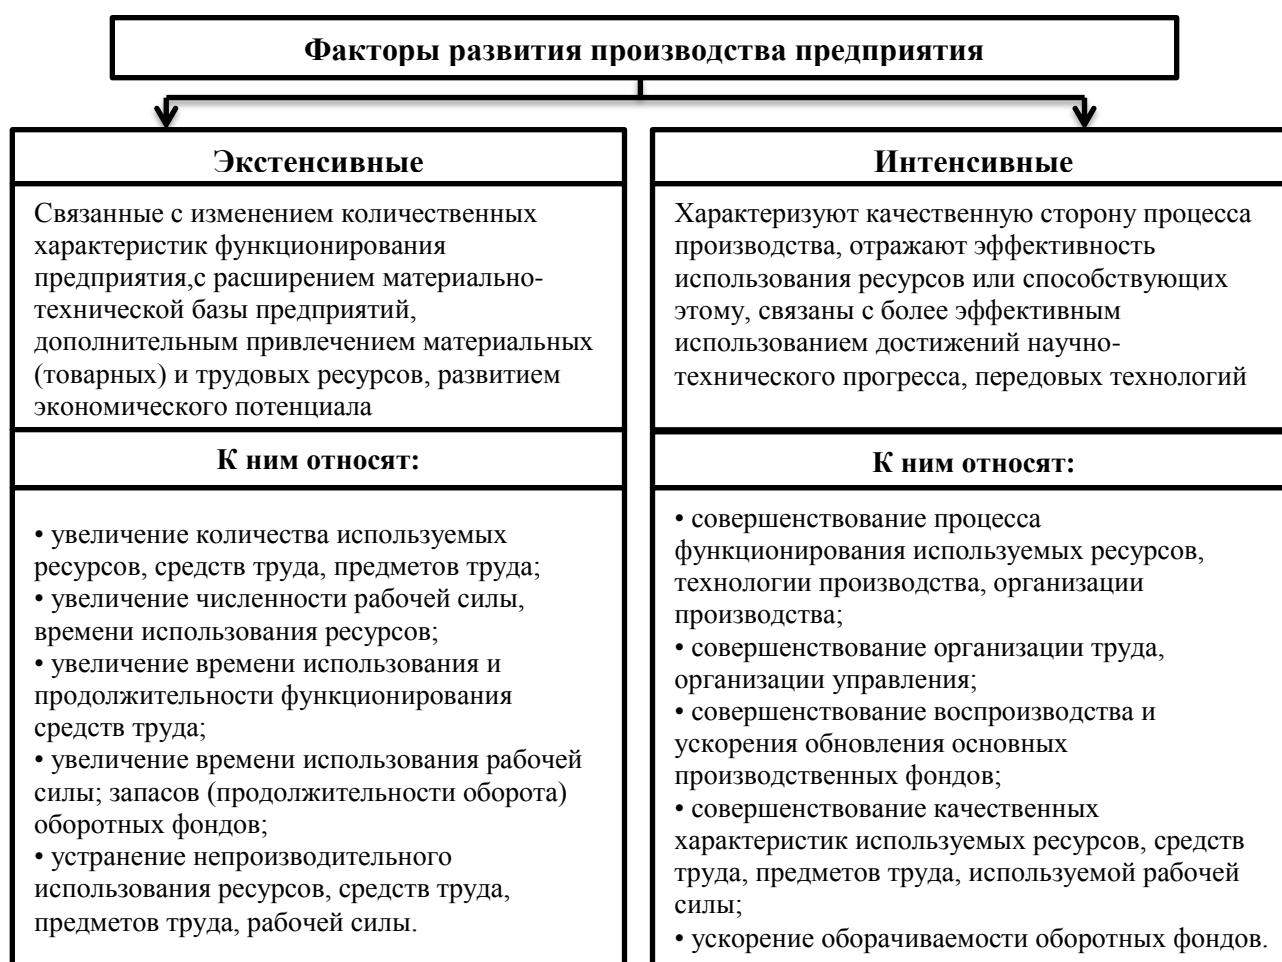 Факторы развития производства предприятия
Экстенсивные
Связанные с изменением количественных
характеристик функционирования
предприятия,с расширением материально-
технической базы предприятий,
дополнительным привлечением материальных
(товарных) и трудовых ресурсов, развитием
экономического потенциала
К ним относят:
• увеличение количества используемых
ресурсов, средств труда, предметов труда;
• увеличение численности рабочей силы,
времени использования ресурсов;
• увеличение времени использования и
продолжительности функционирования
средств труда;
• увеличение времени использования рабочей
силы; запасов (продолжительности оборота)
оборотных фондов;
• устранение непроизводительного
использования ресурсов, средств труда,
предметов труда, рабочей силы.
Интенсивные
Характеризуют качественную сторону процесса
производства, отражают эффективность
использования ресурсов или способствующих
этому, связаны с более эффективным
использованием достижений научно-
технического прогресса, передовых технологий
К ним относят:
• совершенствование процесса
функционирования используемых ресурсов,
технологии производства, организации
производства;
• совершенствование организации труда,
организации управления;
• совершенствование воспроизводства и
ускорения обновления основных
производственных фондов;
• совершенствование качественных
характеристик используемых ресурсов, средств
труда, предметов труда, используемой рабочей
силы;
• ускорение оборачиваемости оборотных фондов.